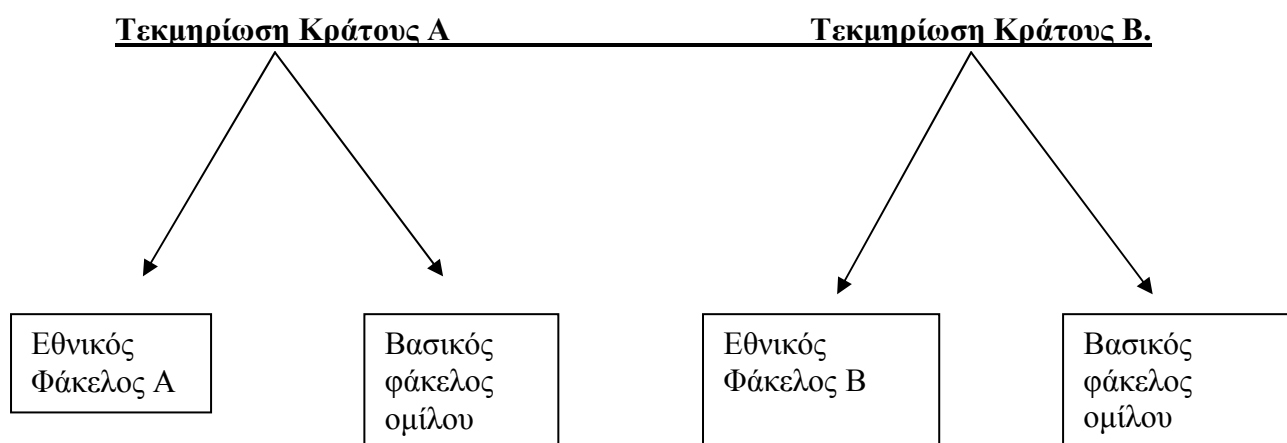 Τεκμηρίωση Κράτους Α Τεκμηρίωση Κράτους Β.
Εθνικός
Φάκελος Α
Βασικός
φάκελος
ομίλου
Εθνικός
Φάκελος Β
Βασικός
φάκελος
ομίλου